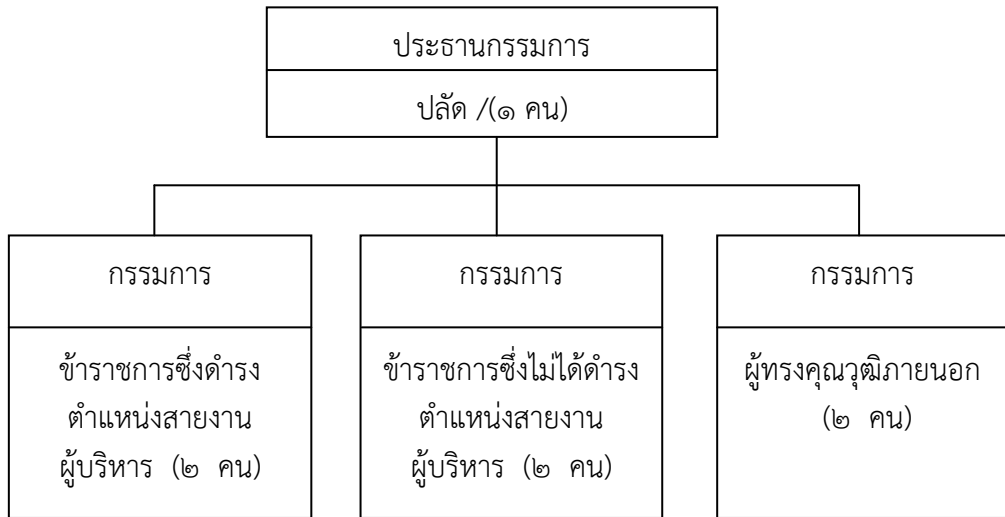 ประธานกรรมการ
ปลัด /(๑ คน)
กรรมการ
ข้าราชการซึ่งดำรง
ตำแหน่งสายงาน
ผู้บริหาร (๒ คน)
กรรมการ
ข้าราชการซึ่งไม่ได้ดำรง
ตำแหน่งสายงาน
ผู้บริหาร (๒ คน)
กรรมการ
ผู้ทรงคุณวุฒิภายนอก
(๒ คน)